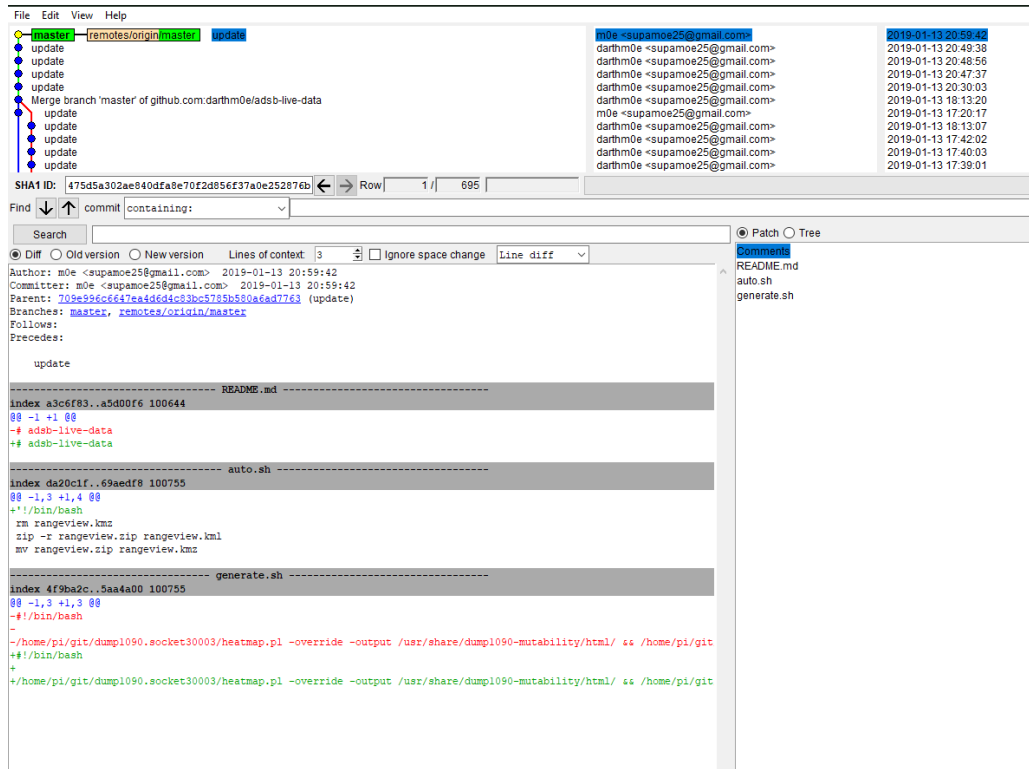 File Edit View Help
master remotes/origin/master update m0e <supamoe25@gmail.com> 2019-01-13 20:59:42
update darthm0e <supamoe25@gmail.com> 2019-01-13 20:49:38
update darthm0e <supamoe25@gmail.com> 2019-01-13 20:48:56
update darthm0e <supamoe25@gmail.com> 2019-01-13 20:47:37
update darthm0e <supamoe25@gmail.com> 2019-01-13 20:30:03
Merge branch 'master' of github.com:darthm0e/adsb-live-data darthm0e <supamoe25@gmail.com> 2019-01-13 18:13:20
update m0e <supamoe25@gmail.com> 2019-01-13 17:20:17
update darthm0e <supamoe25@gmail.com> 2019-01-13 18:13:07
update darthm0e <supamoe25@gmail.com> 2019-01-13 17:42:02
update darthm0e <supamoe25@gmail.com> 2019-01-13 17:40:03
update darthm0e <supamoe25@gmail.com> 2019-01-13 17:39:01
SHA1 ID: 475d5a302ae840dfa8e70f2d856f37a0e252876b Row 1 / 695
Find commit containing:
Search
Patch Tree
Diff Old version New version Lines of context: 3 Ignore space change Line diff
Comments
README.md
auto.sh
generate.sh
Author: m0e <supamoe25@gmail.com> 2019-01-13 20:59:42
Committer: m0e <supamoe25@gmail.com> 2019-01-13 20:59:42
Parent: 709e996c6647ea4d6d4c83bc5785b580a6ad7763 (update)
Branches: master, remotes/origin/master
Follows:
Precedes:
update
---------------------------------- README.md ----------------------------------
index a3c6f83..a5d00f6 100644
@@ -1 +1 @@
-# adsb-live-data
+# adsb-live-data
----------------------------------- auto.sh -----------------------------------
index da20c1f..69aedf8 100755
@@ -1,3 +1,4 @@
+'!/bin/bash
rm rangeview.kmz
zip -r rangeview.zip rangeview.kml
mv rangeview.zip rangeview.kmz
--------------------------------- generate.sh ---------------------------------
index 4f9ba2c..5aa4a00 100755
@@ -1,3 +1,3 @@
-#!/bin/bash
-
-/home/pi/git/dump1090.socket30003/heatmap.pl -override -output /usr/share/dump1090-mutability/html/ && /home/pi/git
+#!/bin/bash
+
+/home/pi/git/dump1090.socket30003/heatmap.pl -override -output /usr/share/dump1090-mutability/html/ && /home/pi/git